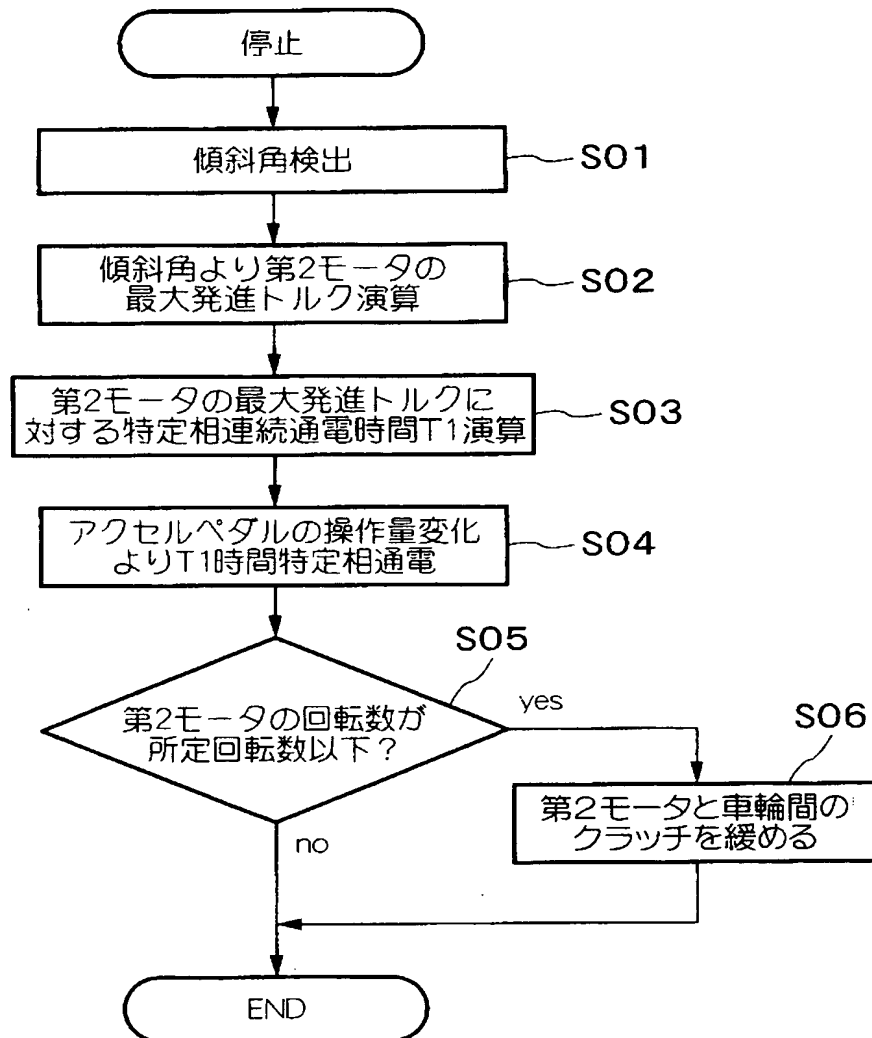 停止
傾斜角検出
S01
傾斜角より第2モータの
最大発進トルク演算
S02
第2モータの最大発進トルクに
対する特定相連続通電時間T1演算
S03
アクセルペダルの操作量変化
よりT1時間特定相通電
S04
S05
第2モータの回転数が
所定回転数以下?
yes
no
S06
第2モータと車輪間の
クラッチを緩める
END